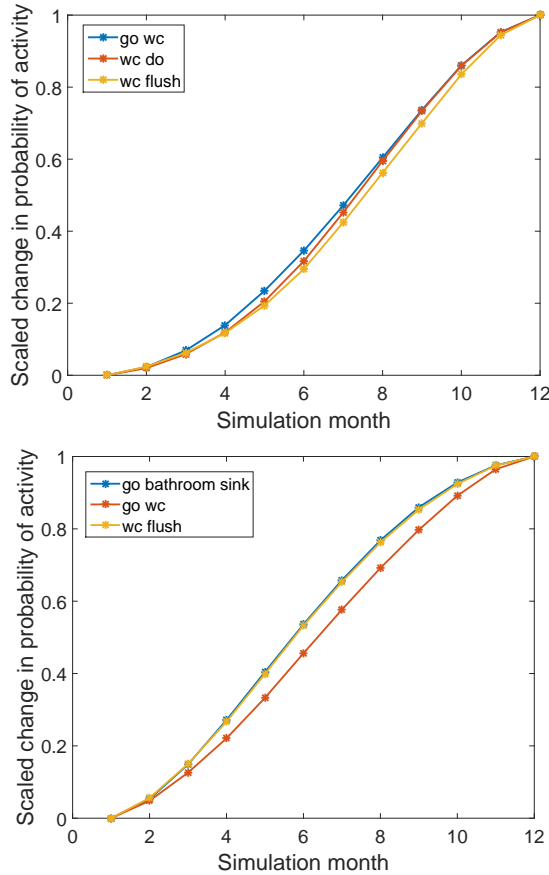 Scaled change in probability of activity
1
0.8
0.6
0.4
0.2
0
go wc
wc do
wc flush
0 2 4 6 8 10 12
Simulation month
Scaled change in probability of activity
1
0.8
0.6
0.4
0.2
0
go bathroom sink
go wc
wc flush
0 2 4 6 8 10 12
Simulation month